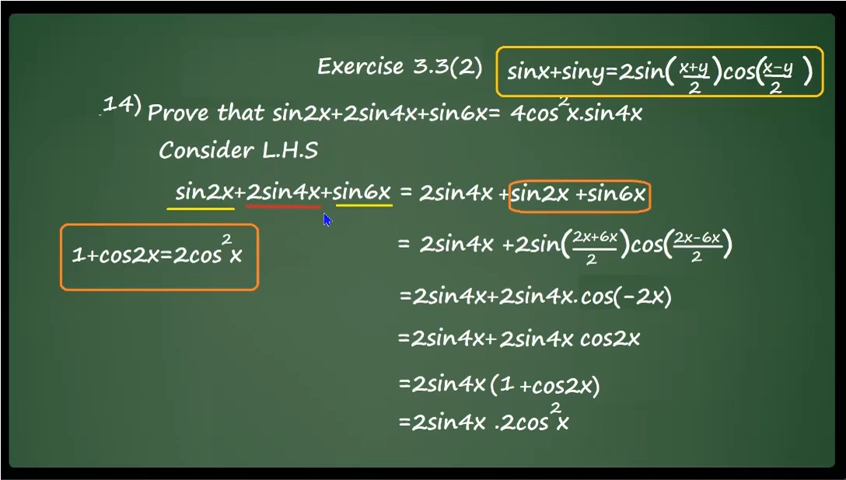 Exercise 3.3(2) sinx+siny=2sin(x+y/2)cos(x-y/2)
14) Prove that sin2x+2sin4x+sin6x= 4cos²x.sin4x
Consider L.H.S
sin2x+2sin4x+sin6x = 2sin4x +sin2x +sin6x
= 2sin4x +2sin(2x+6x/2)cos(2x-6x/2)
1+cos2x=2cos²x
=2sin4x+2sin4x.cos(-2x)
=2sin4x+2sin4x cos2x
=2sin4x(1+cos2x)
=2sin4x .2cos²x